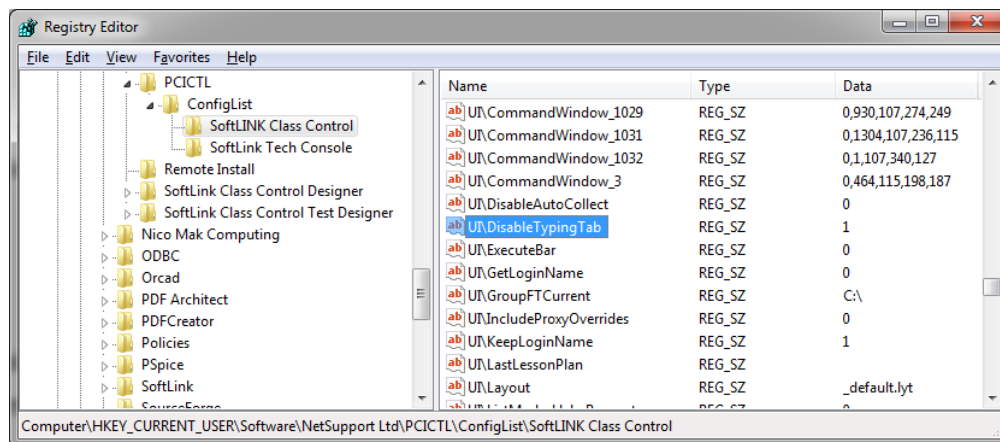 Registry Editor
File Edit View Favorites Help
PCICTL
ConfigList
SoftLINK Class Control
SoftLink Tech Console
Remote Install
SoftLink Class Control Designer
SoftLink Class Control Test Designer
Nico Mak Computing
ODBC
Orcad
PDF Architect
PDFCreator
Policies
PSpice
SoftLink
SourceForge
Name Type Data
UI\CommandWindow_1029 REG_SZ 0,930,107,274,249
UI\CommandWindow_1031 REG_SZ 0,1304,107,236,115
UI\CommandWindow_1032 REG_SZ 0,1,107,340,127
UI\CommandWindow_3 REG_SZ 0,464,115,198,187
UI\DisableAutoCollect REG_SZ 0
UI\DisableTypingTab REG_SZ 1
UI\ExecuteBar REG_SZ 0
UI\GetLoginName REG_SZ 0
UI\GroupFTCurrent REG_SZ C:\
UI\IncludeProxyOverrides REG_SZ 0
UI\KeepLoginName REG_SZ 1
UI\LastLessonPlan REG_SZ
UI\Layout REG_SZ _default.lyt
Computer\HKEY_CURRENT_USER\Software\NetSupport Ltd\PCICTL\ConfigList\SoftLINK Class Control